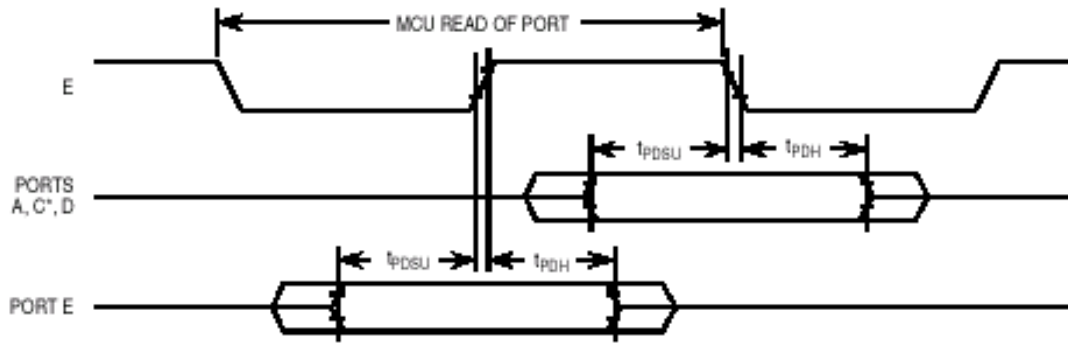 MCU READ OF PORT
E
tPDSU
tPDH
PORTS
A, C*, D
tPDSU
tPDH
PORT E